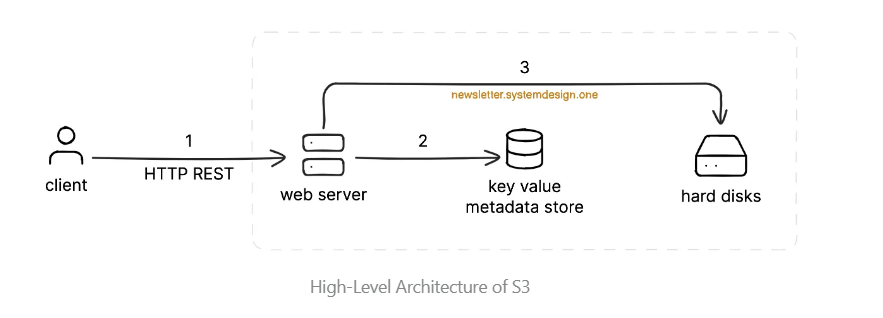 3
newsletter.systemdesign.one
1
2
HTTP REST
client
web server
key value
metadata store
hard disks
High-Level Architecture of S3